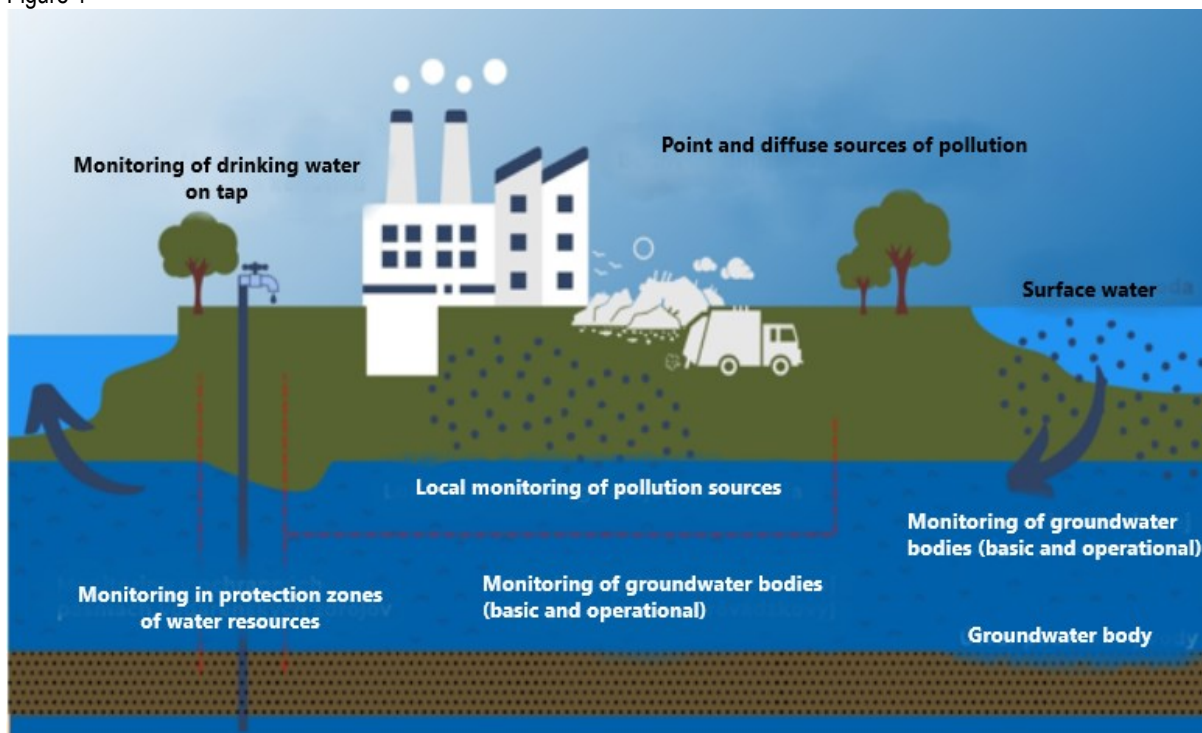 Monitoring of drinking water
on tap
Point and diffuse sources of pollution
Surface water
Local monitoring of pollution sources
Monitoring of groundwater
bodies (basic and operational)
Monitoring in protection zones
of water resources
Monitoring of groundwater bodies
(basic and operational)
Groundwater body